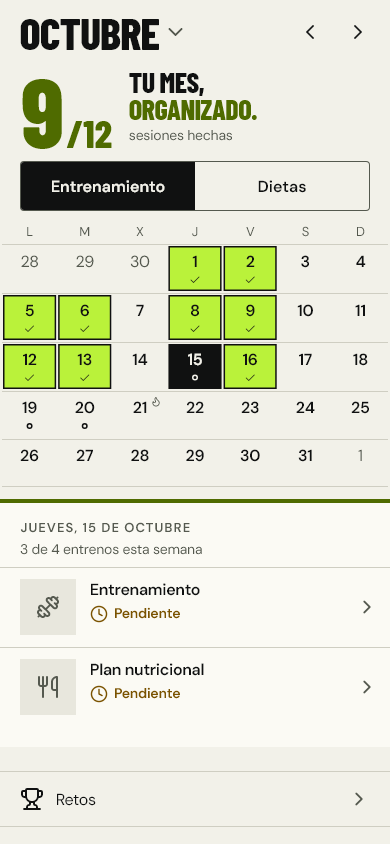 OCTUBRE
9/12
TU MES,
ORGANIZADO.
sesiones hechas
Entrenamiento Dietas
L M X J V S D
28 29 30 1 2 3 4
5 6 7 8 9 10 11
12 13 14 15 16 17 18
19 20 21 22 23 24 25
26 27 28 29 30 31 1
JUEVES, 15 DE OCTUBRE
3 de 4 entrenos esta semana
Entrenamiento
Pendiente
Plan nutricional
Pendiente
Retos